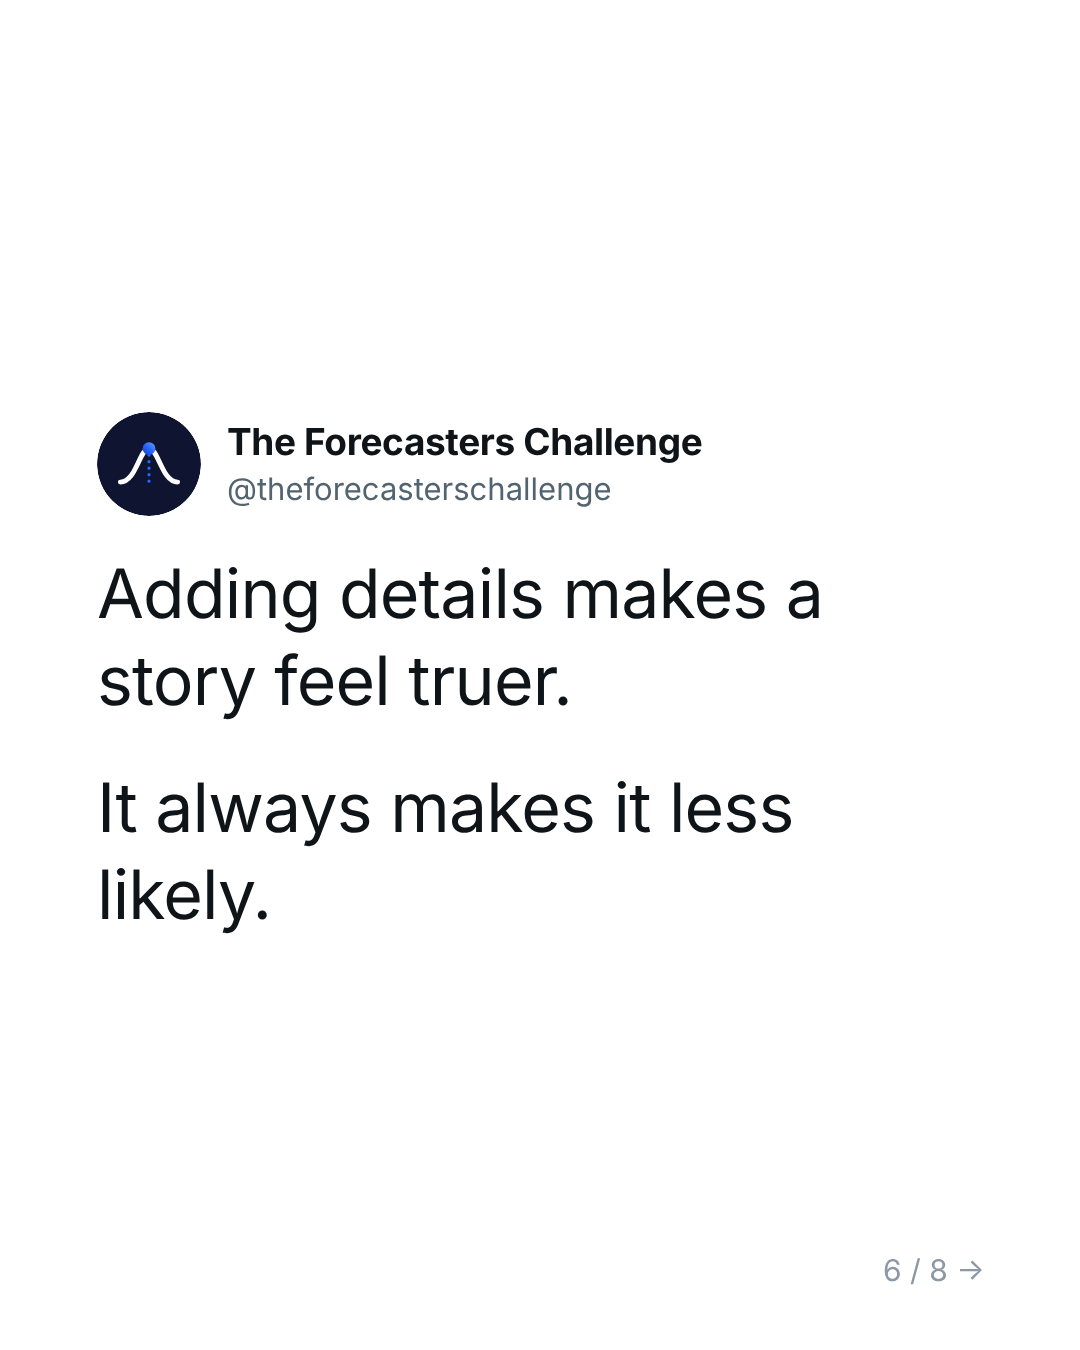 The Forecasters Challenge
@theforecasterschallenge
Adding details makes a
story feel truer.
It always makes it less
likely.
6 / 8 →